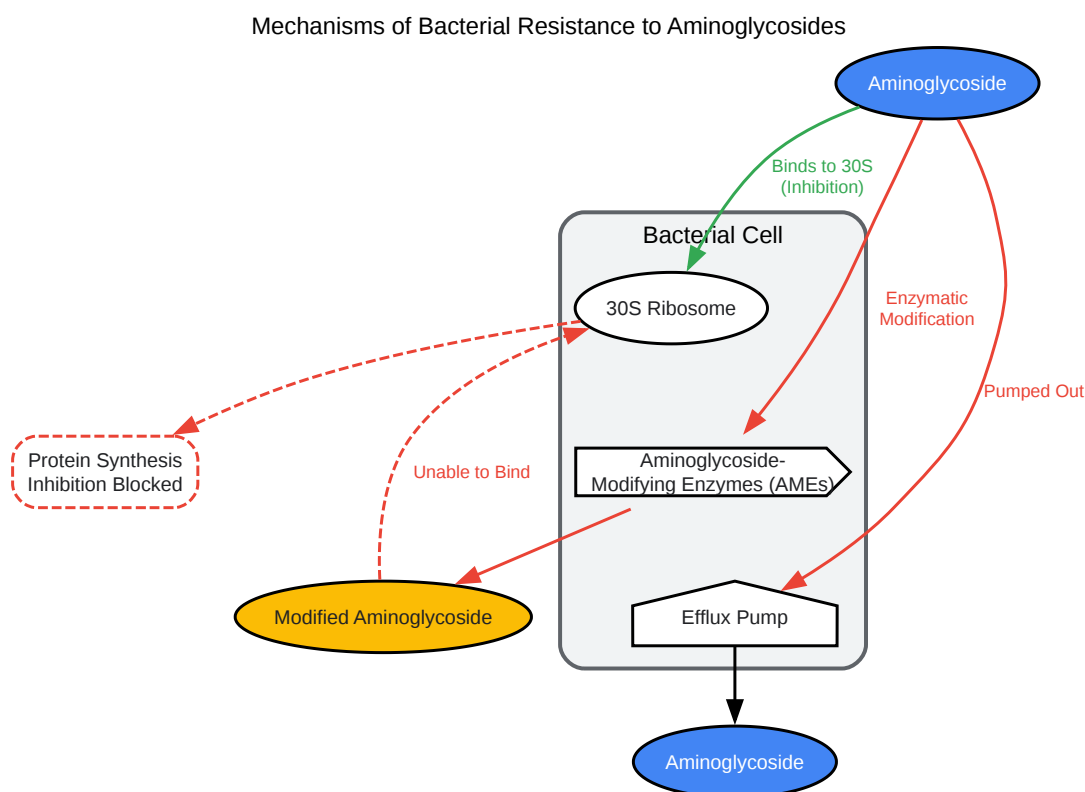 Mechanisms of Bacterial Resistance to Aminoglycosides
Aminoglycoside
Binds to 30S
(Inhibition)
Bacterial Cell
30S Ribosome
Enzymatic
Modification
Pumped Out
Protein Synthesis
Inhibition Blocked
Unable to Bind
Aminoglycoside-
Modifying Enzymes (AMEs)
Modified Aminoglycoside
Efflux Pump
Aminoglycoside